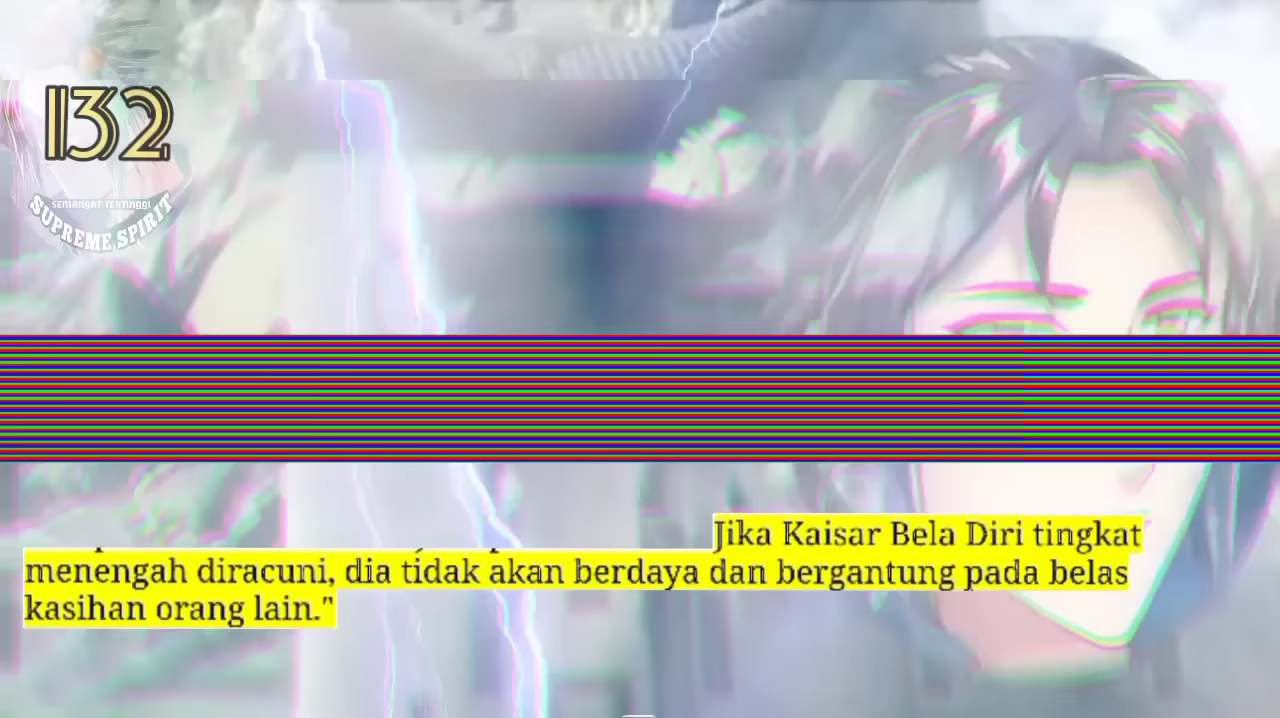 132
SEMANGAT TERTINGGI
SUPREME SPIRIT
Jika Kaisar Bela Diri tingkat
menengah diracuni, dia tidak akan berdaya dan bergantung pada belas
kasihan orang lain."